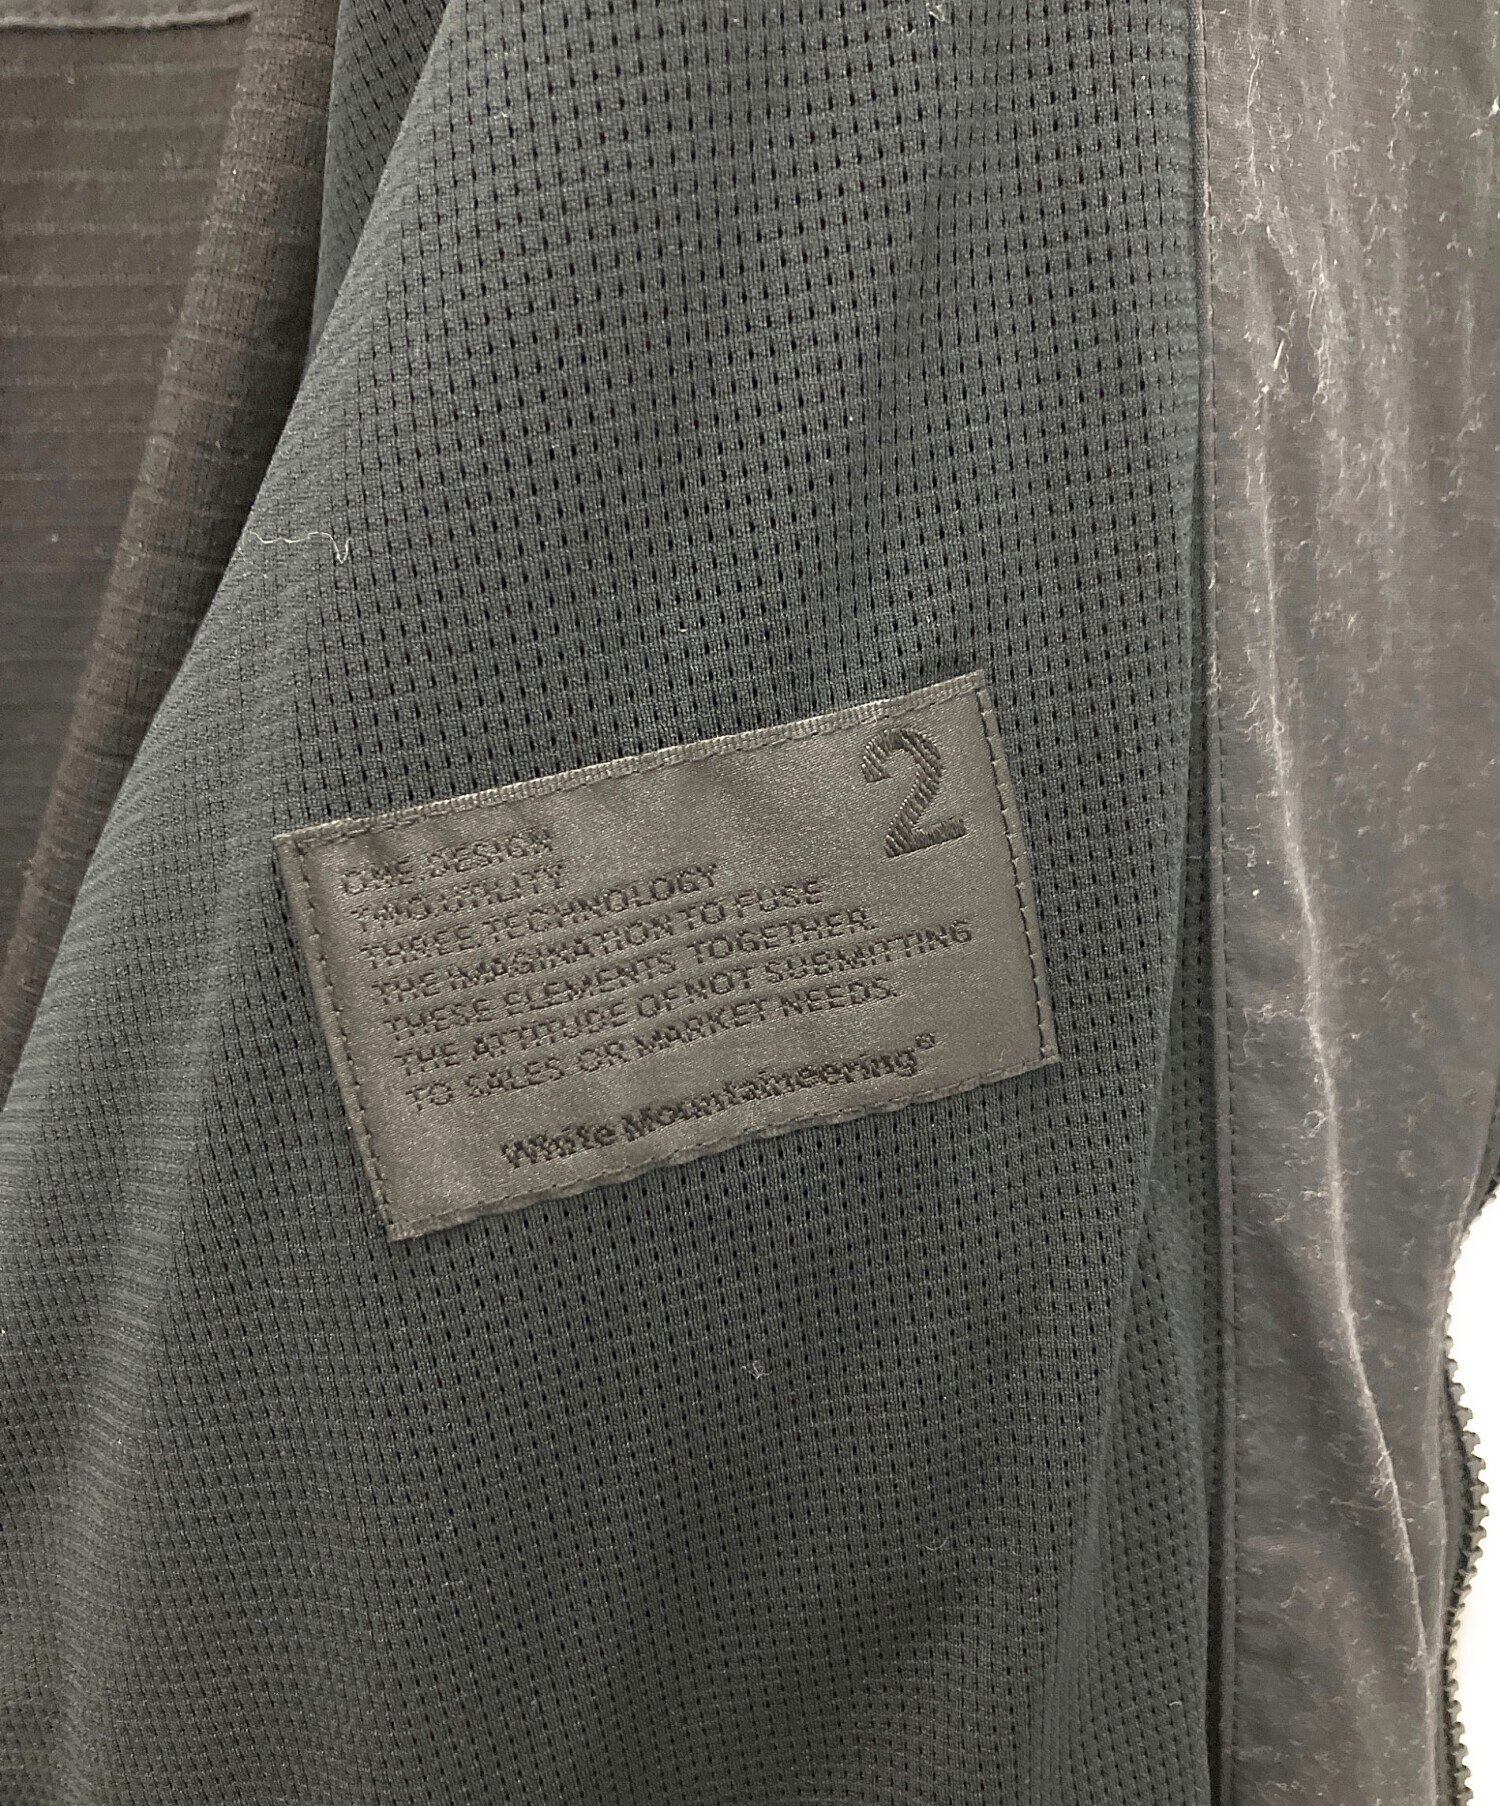 2
ONE.DESIGN
TWO.UTILITY
THREE.TECHNOLOGY
THE IMAGINATION TO FUSE
THESE ELEMENTS TOGETHER.
THE ATTITUDE OF NOT SUBMITTING
TO SALES OR MARKET NEEDS.
White Mountaineering®